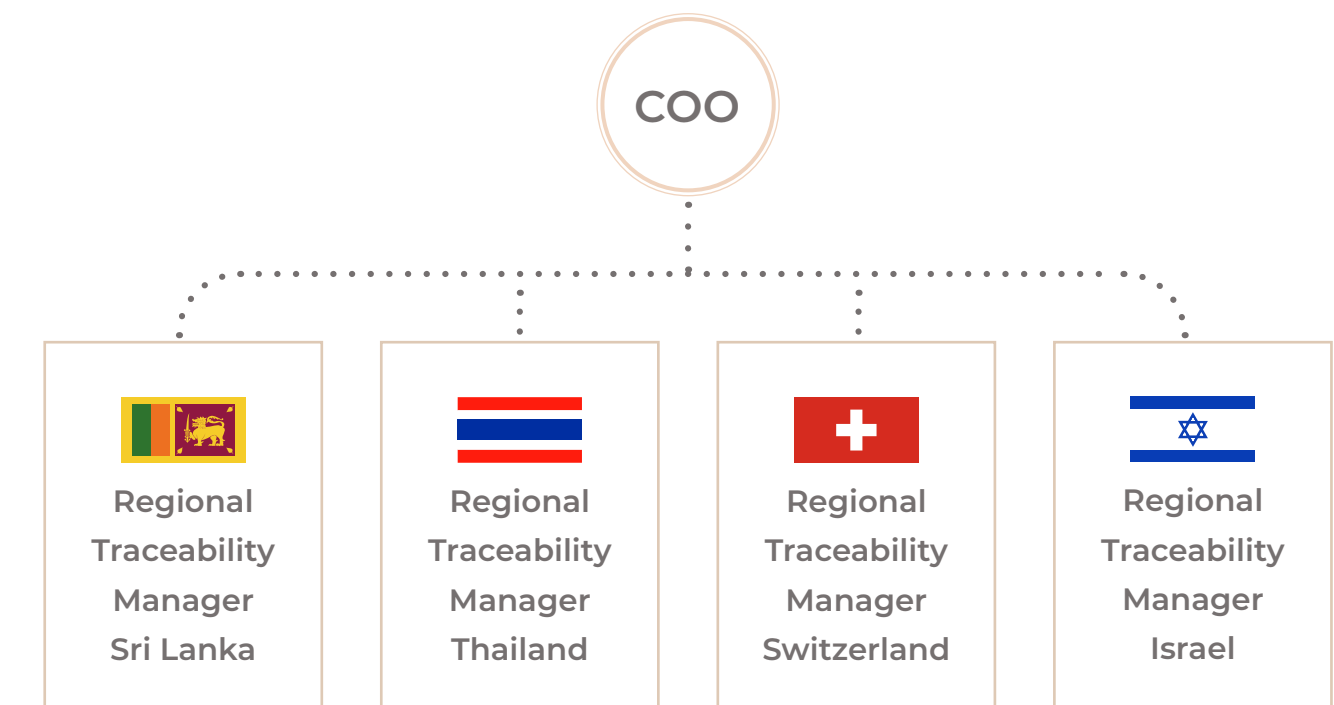 COO
Regional
Traceability
Manager
Sri Lanka
Regional
Traceability
Manager
Thailand
Regional
Traceability
Manager
Switzerland
Regional
Traceability
Manager
Israel